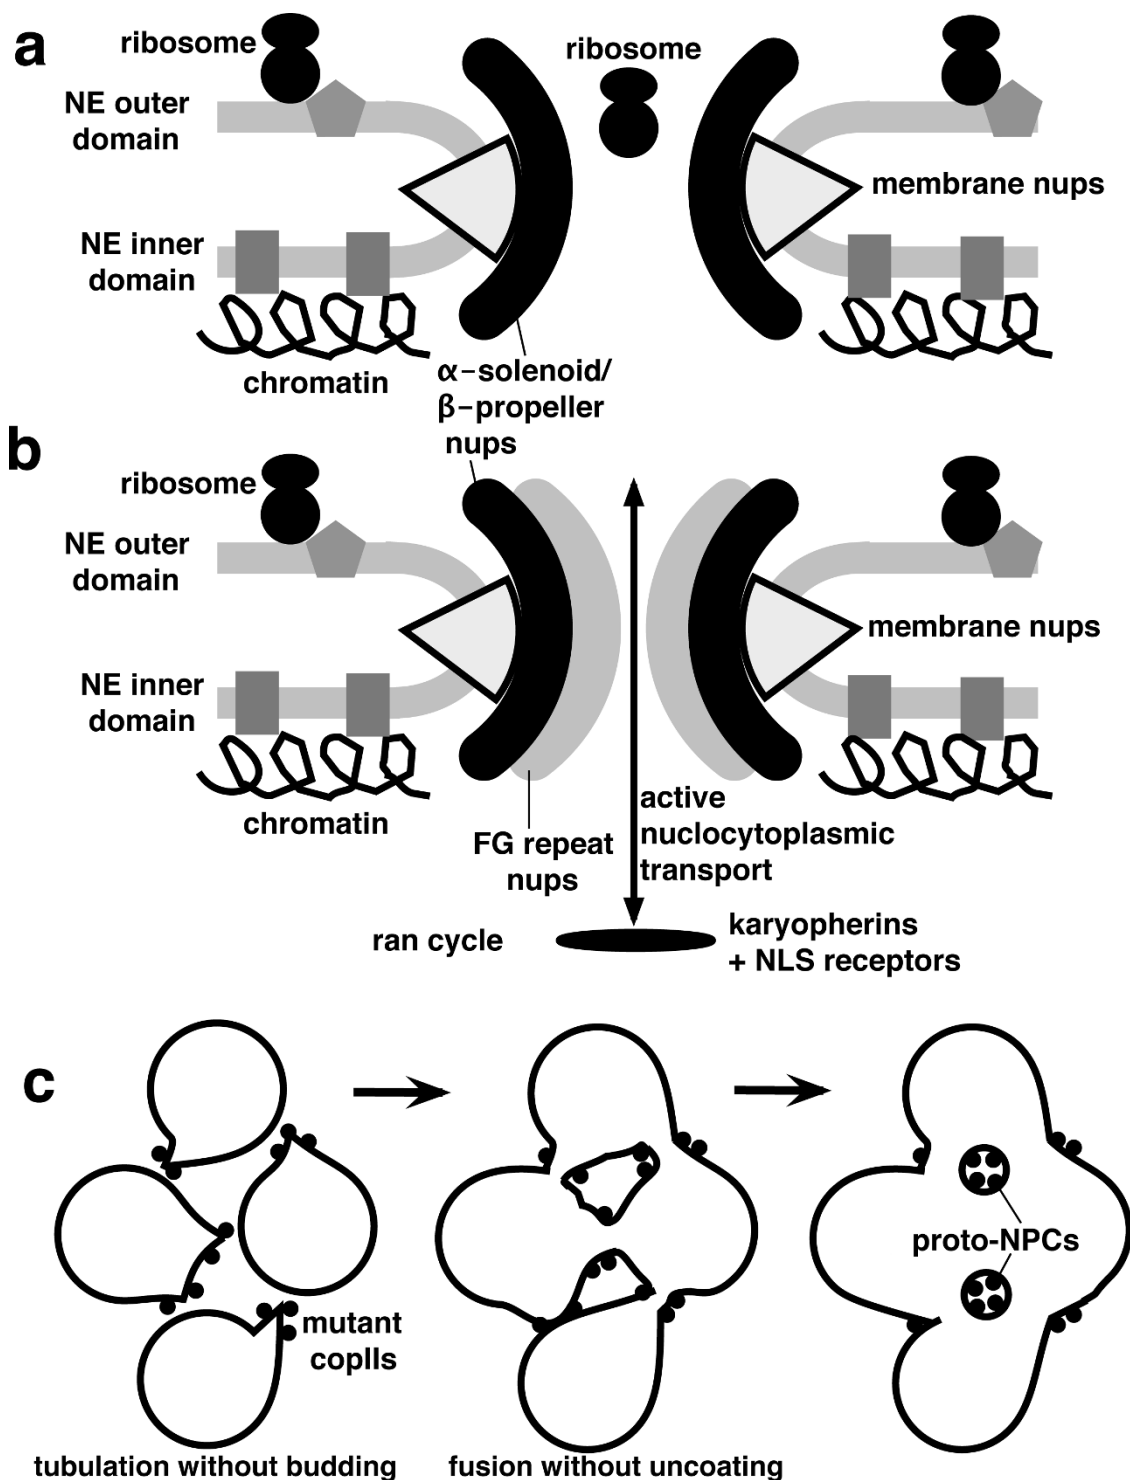 a
ribosome
ribosome
NE outer
domain
membrane nups
NE inner
domain
chromatin
α–solenoid/
β–propeller
nups
b
ribosome
NE outer
domain
membrane nups
NE inner
domain
chromatin
active
nuclocytoplasmic
transport
FG repeat
nups
ran cycle
karyopherins
+ NLS receptors
c
proto-NPCs
mutant
copIIs
tubulation without budding
fusion without uncoating